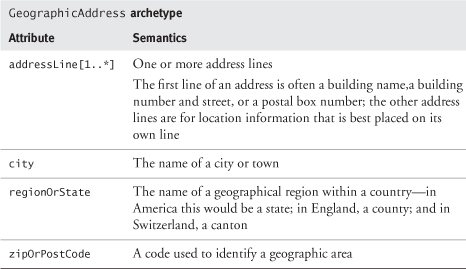 GeographicAddress archetype
Attribute Semantics
addressLine[1..*] One or more address lines
The first line of an address is often a building name,a building
number and street, or a postal box number; the other address
lines are for location information that is best placed on its
own line
city The name of a city or town
regionOrState The name of a geographical region within a country—in
America this would be a state; in England, a county; and in
Switzerland, a canton
zipOrPostCode A code used to identify a geographic area